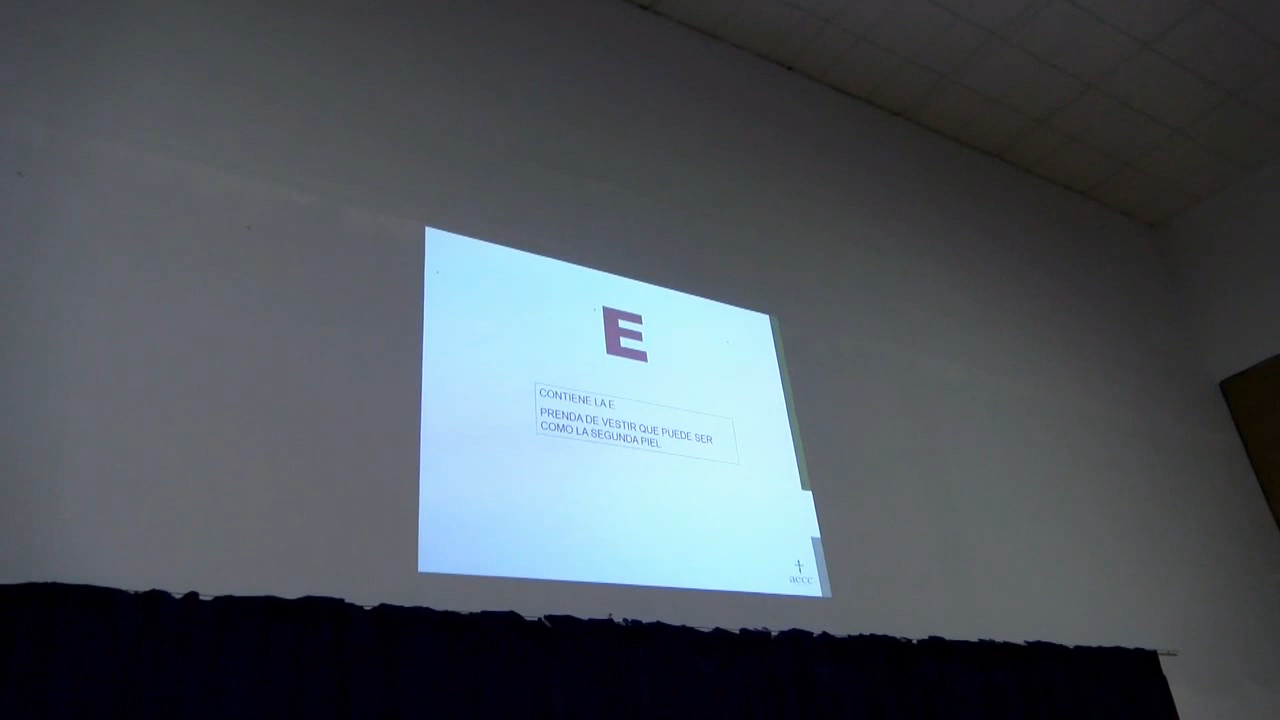 E
CONTIENE LA E
PRENDA DE VESTIR QUE PUEDE SER
COMO LA SEGUNDA PIEL
aecc